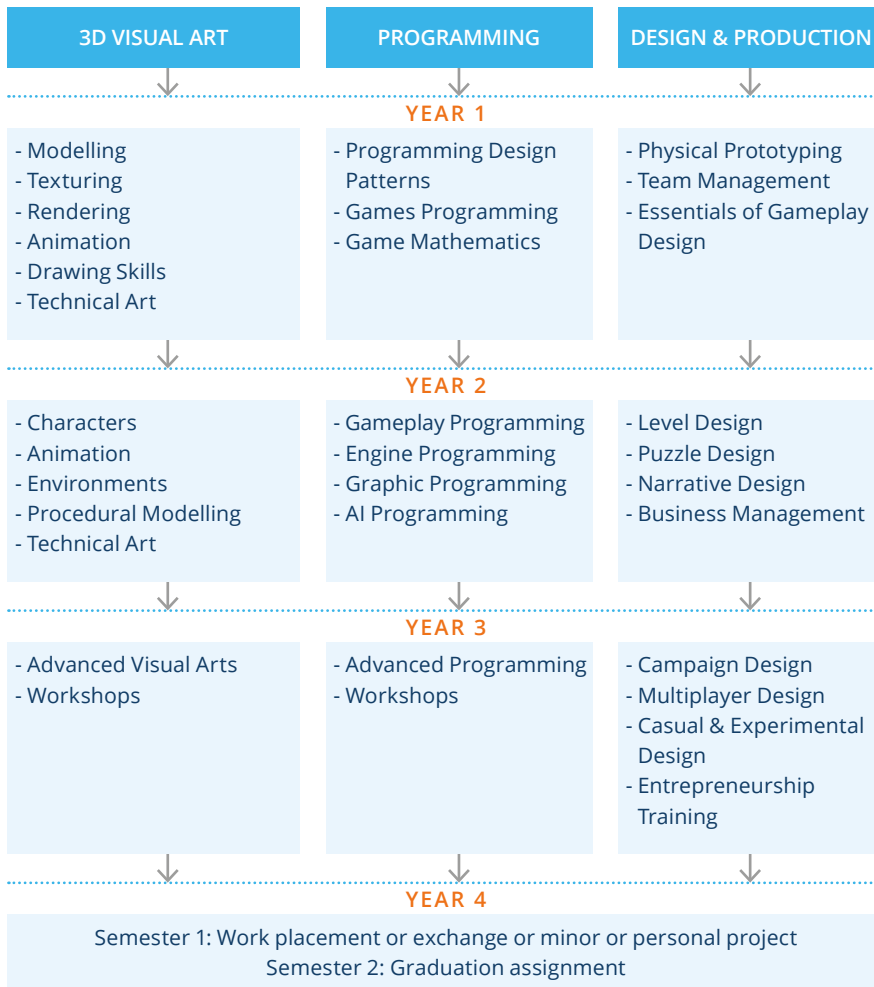 3D VISUAL ART
PROGRAMMING
DESIGN & PRODUCTION
YEAR 1
- Modelling
- Texturing
- Rendering
- Animation
- Drawing Skills
- Technical Art
- Programming Design
Patterns
- Games Programming
- Game Mathematics
- Physical Prototyping
- Team Management
- Essentials of Gameplay
Design
YEAR 2
- Characters
- Animation
- Environments
- Procedural Modelling
- Technical Art
- Gameplay Programming
- Engine Programming
- Graphic Programming
- AI Programming
- Level Design
- Puzzle Design
- Narrative Design
- Business Management
YEAR 3
- Advanced Visual Arts
- Workshops
- Advanced Programming
- Workshops
- Campaign Design
- Multiplayer Design
- Casual & Experimental
Design
- Entrepreneurship
Training
YEAR 4
Semester 1: Work placement or exchange or minor or personal project
Semester 2: Graduation assignment